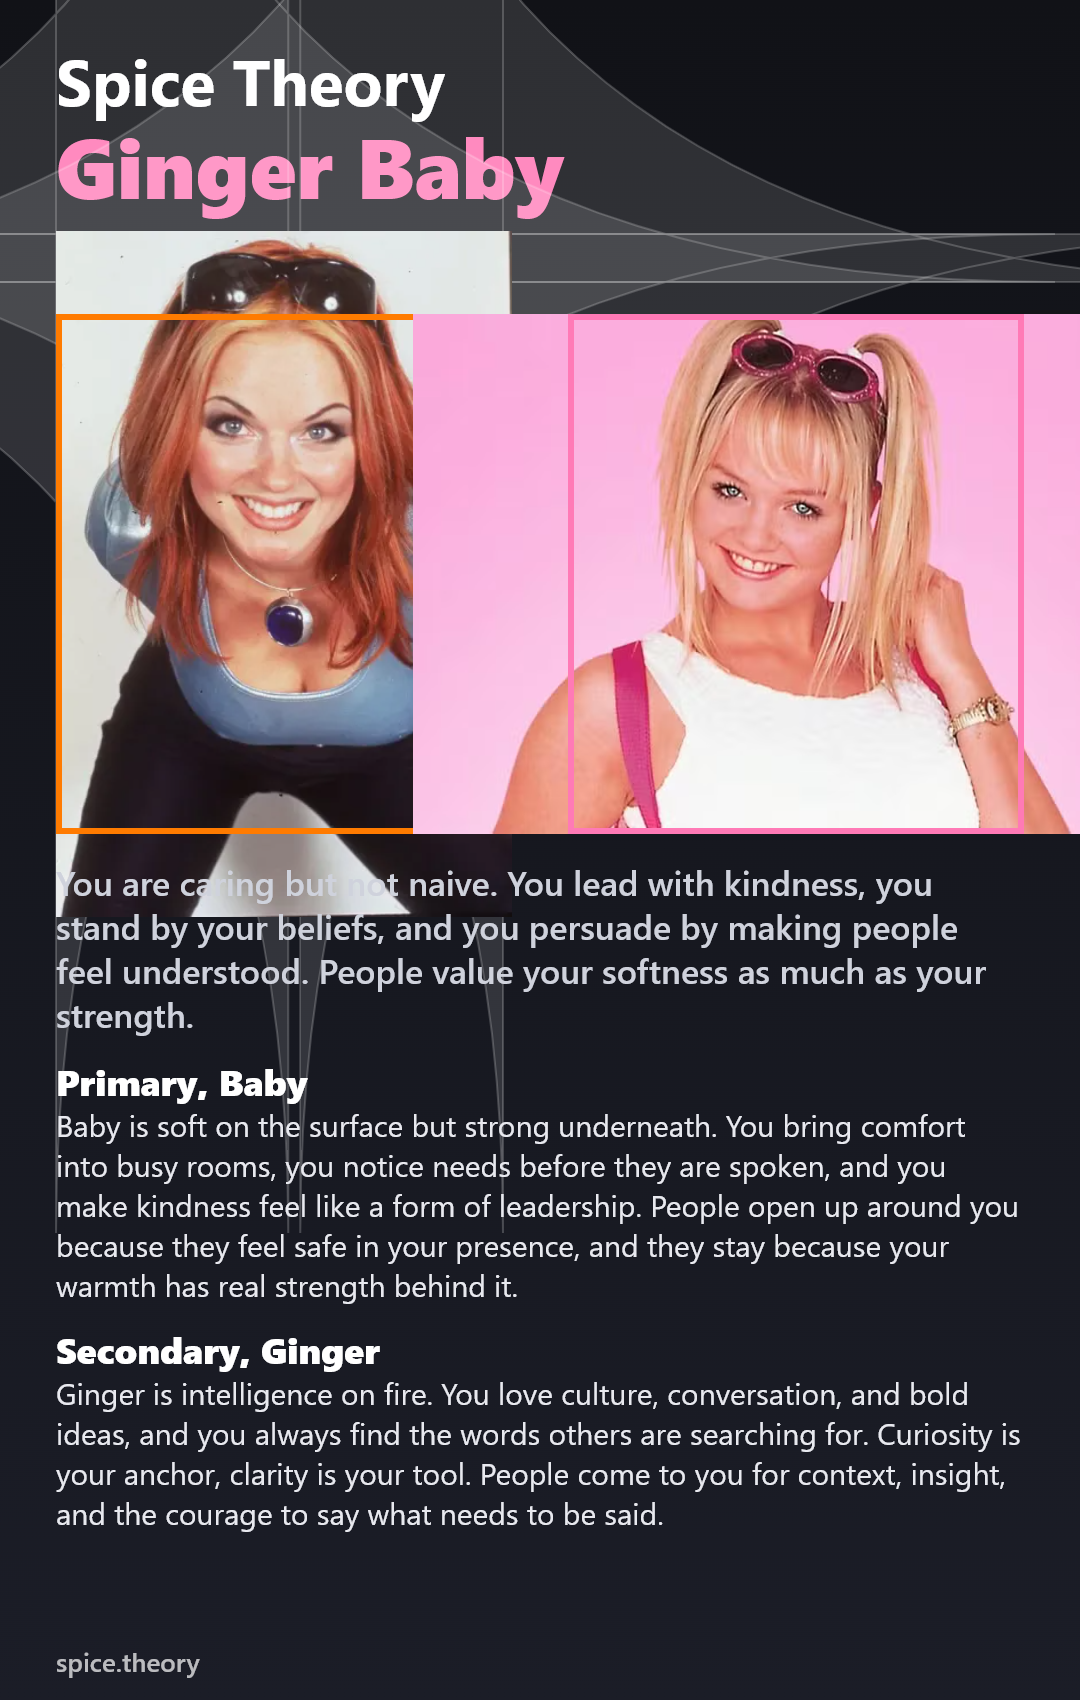 Spice Theory
Ginger Baby
You are caring but not naive. You lead with kindness, you
stand by your beliefs, and you persuade by making people
feel understood. People value your softness as much as your
strength.
Primary, Baby
Baby is soft on the surface but strong underneath. You bring comfort
into busy rooms, you notice needs before they are spoken, and you
make kindness feel like a form of leadership. People open up around you
because they feel safe in your presence, and they stay because your
warmth has real strength behind it.
Secondary, Ginger
Ginger is intelligence on fire. You love culture, conversation, and bold
ideas, and you always find the words others are searching for. Curiosity is
your anchor, clarity is your tool. People come to you for context, insight,
and the courage to say what needs to be said.
spice.theory